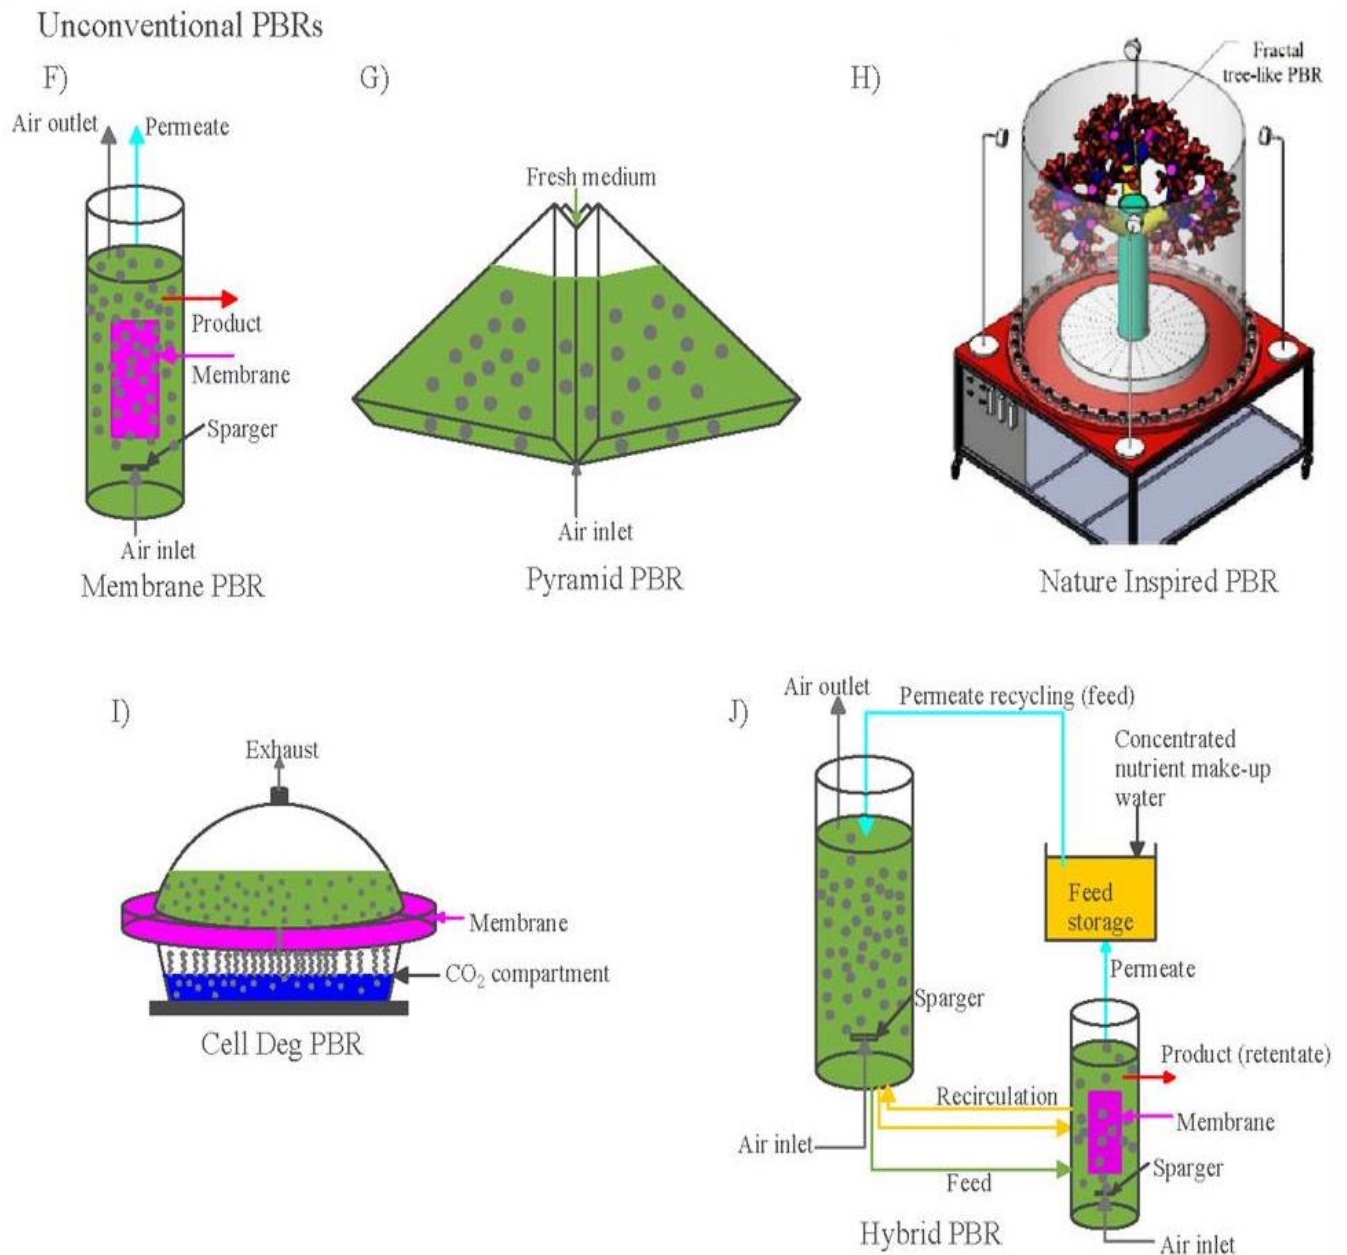 Unconventional PBRs
F)
Air outlet
Permeate
Product
Membrane
Sparger
Air inlet
Membrane PBR
G)
Fresh medium
Air inlet
Pyramid PBR
H)
Fractal
tree-like PBR
Nature Inspired PBR
I)
Exhaust
Membrane
CO₂ compartment
Cell Deg PBR
J)
Air outlet
Permeate recycling (feed)
Concentrated
nutrient make-up
water
Feed
storage
Permeate
Sparger
Product (retentate)
Recirculation
Membrane
Air inlet
Sparger
Feed
Air inlet
Hybrid PBR